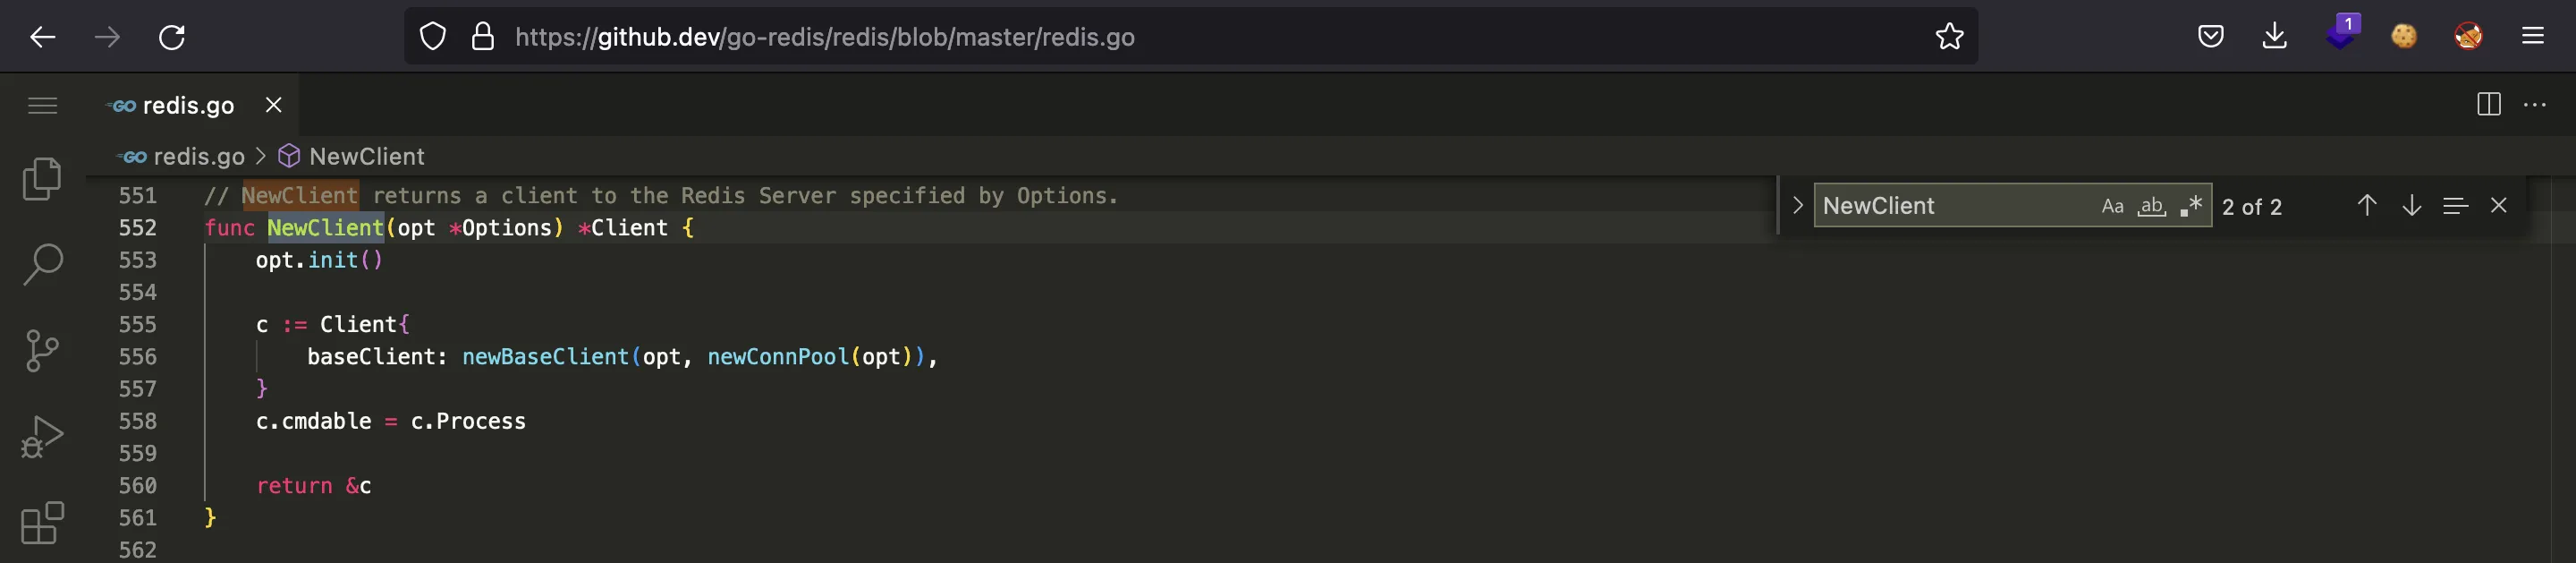 https://github.dev/go-redis/redis/blob/master/redis.go
1
GO redis.go
GO redis.go > NewClient
NewClient Aa ab .* 2 of 2
551 // NewClient returns a client to the Redis Server specified by Options.
552 func NewClient(opt *Options) *Client {
553 opt.init()
554
555 c := Client{
556 baseClient: newBaseClient(opt, newConnPool(opt)),
557 }
558 c.cmdable = c.Process
559
560 return &c
561 }
562